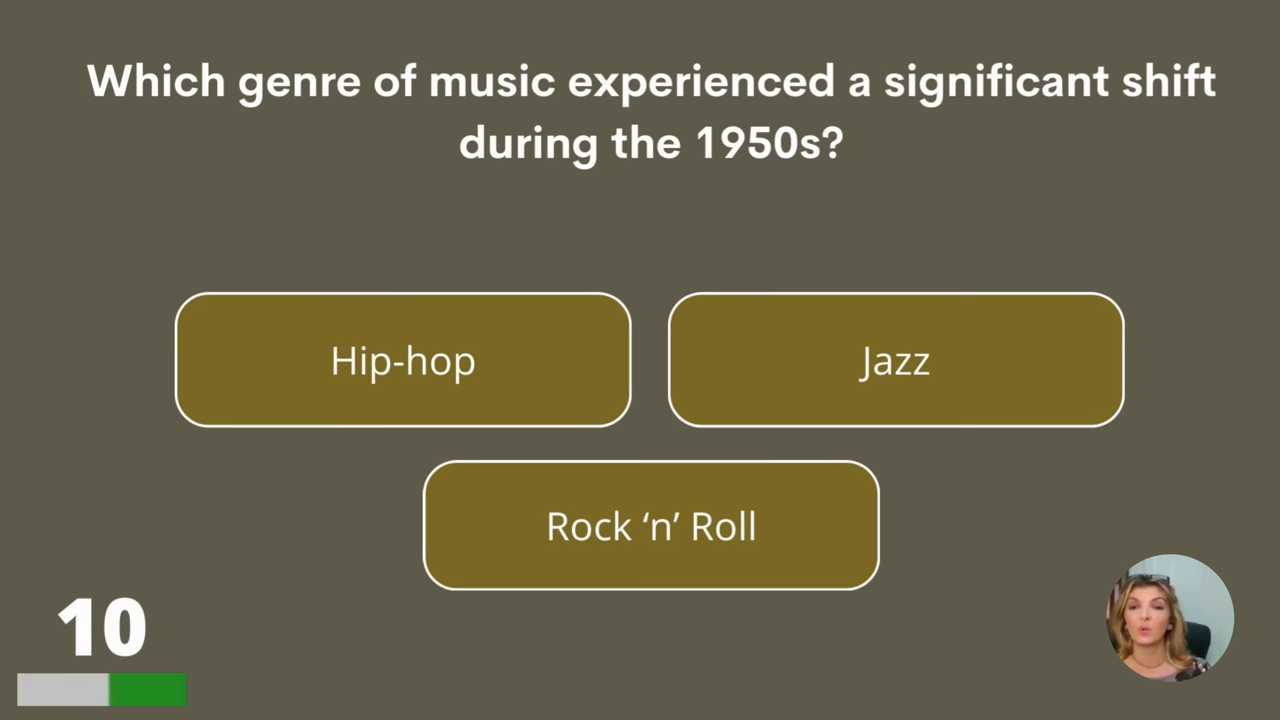 Which genre of music experienced a significant shift
during the 1950s?
Hip-hop
Jazz
Rock ‘n’ Roll
10